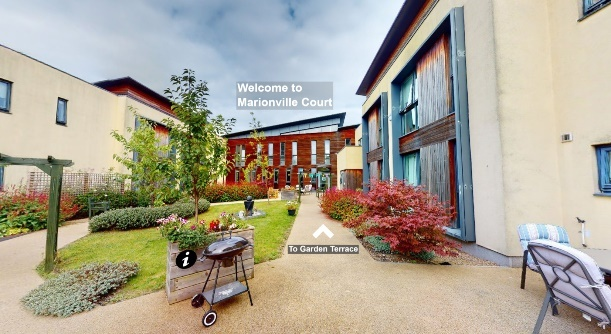 Welcome to
Marionville Court
To Garden Terrace
i